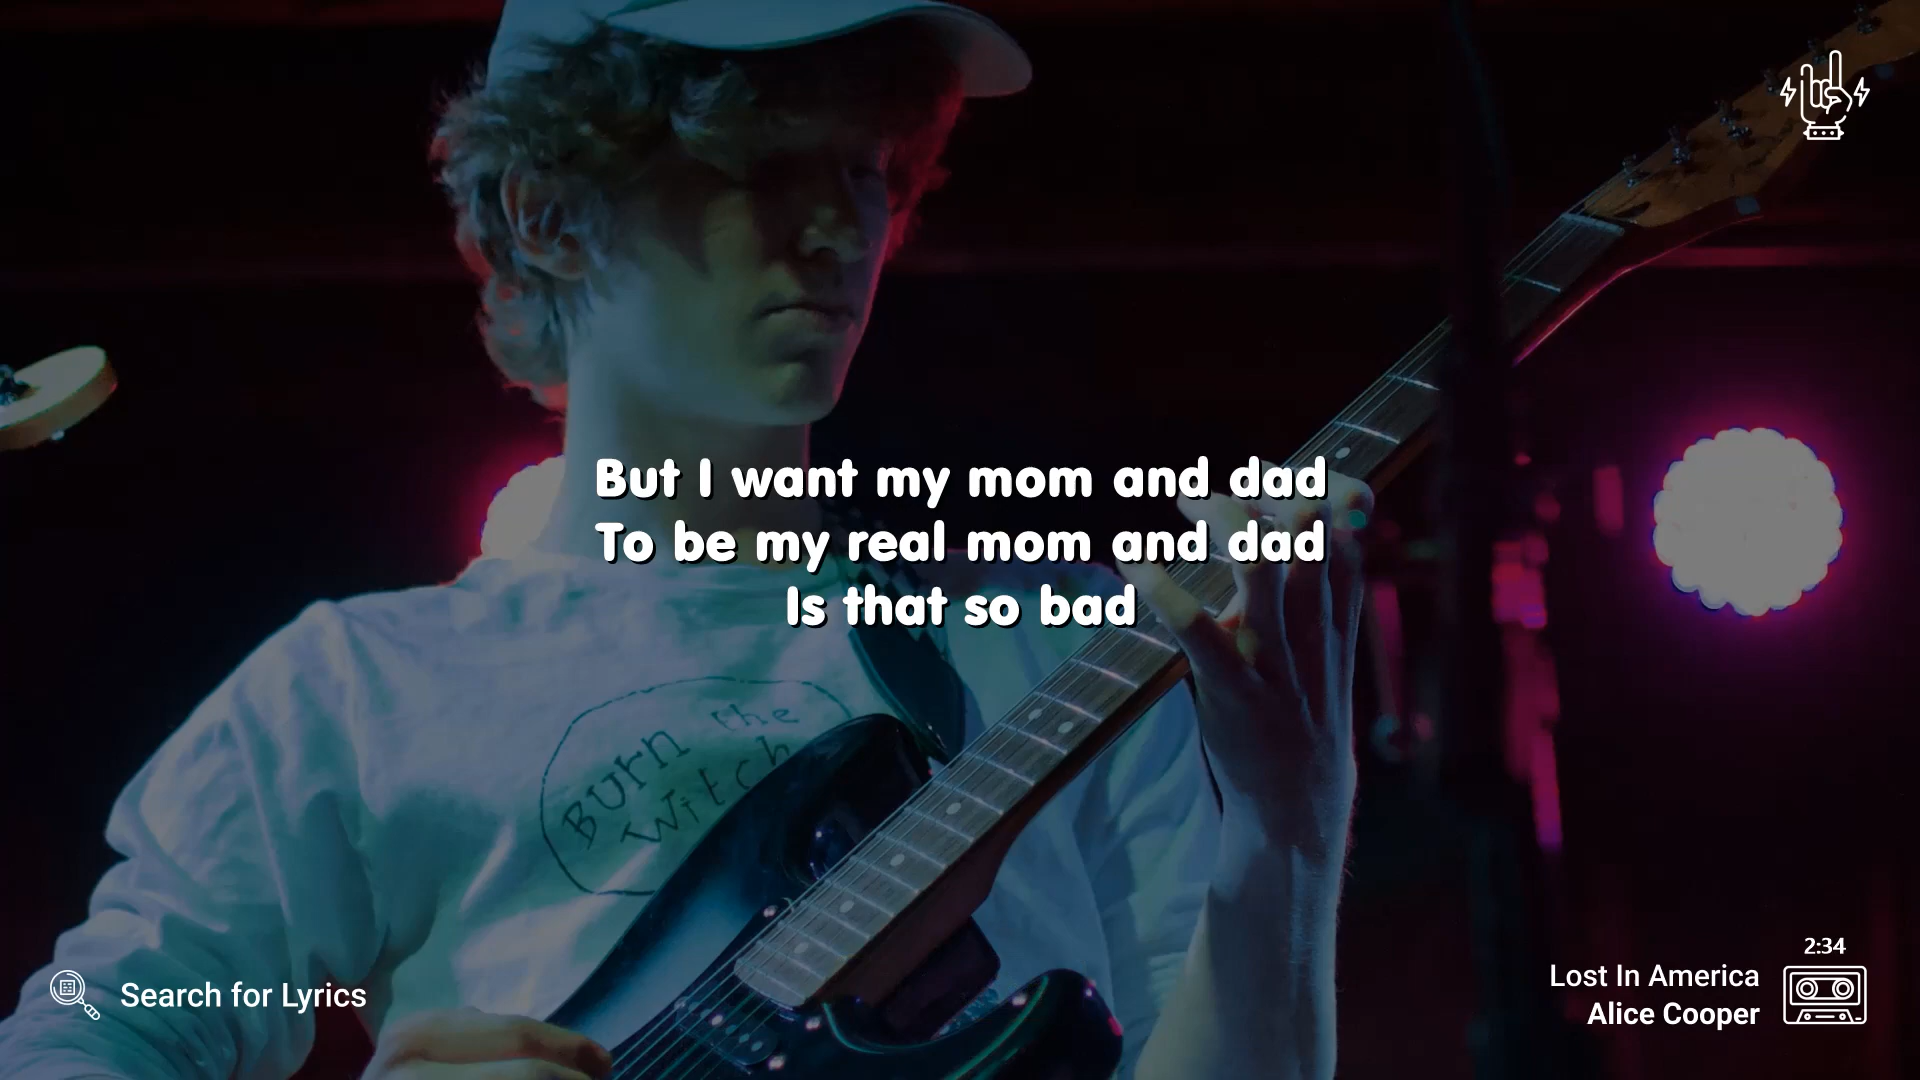 But I want my mom and dad
To be my real mom and dad
Is that so bad
Burn the
Witch
2:34
Lost In America
Alice Cooper
Search for Lyrics